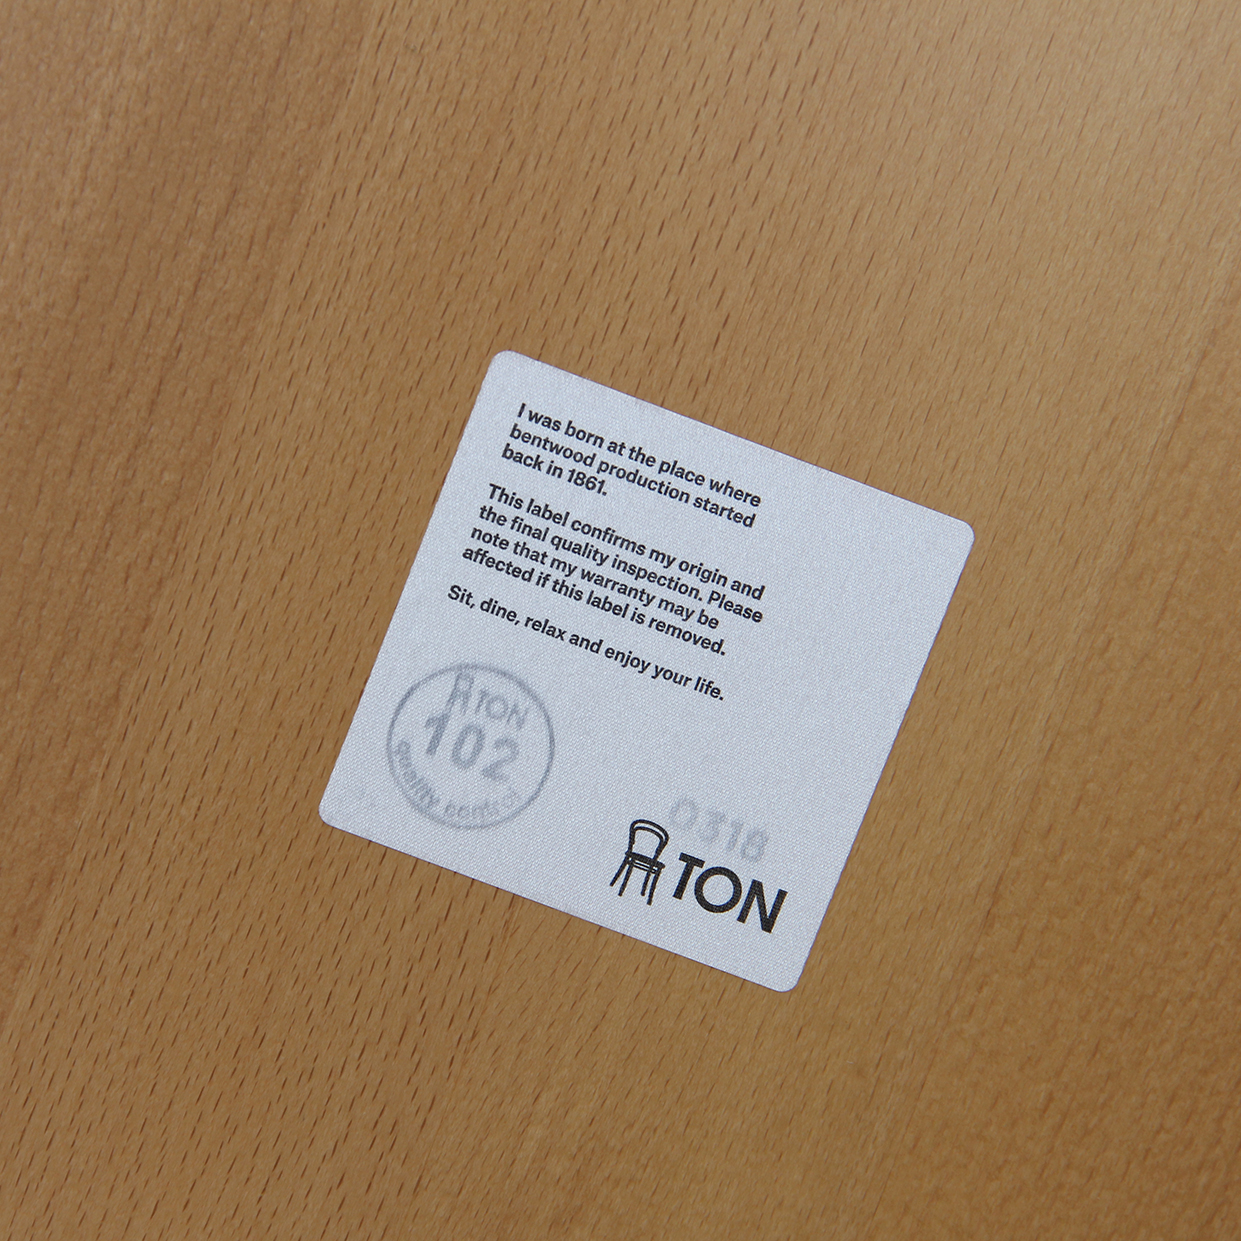 I was born at the place where
bentwood production started
back in 1861.
This label confirms my origin and
the final quality inspection. Please
note that my warranty may be
affected if this label is removed.
Sit, dine, relax and enjoy your life.
TON
102
quality control
0318
TON